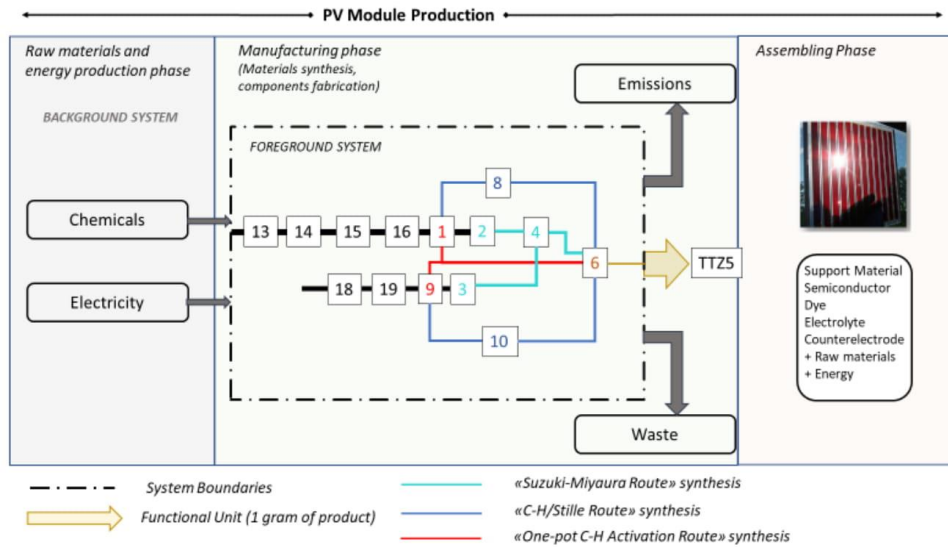 PV Module Production
Raw materials and
energy production phase
BACKGROUND SYSTEM
Chemicals
Electricity
Manufacturing phase
(Materials synthesis,
components fabrication)
FOREGROUND SYSTEM
Emissions
8
13 14 15 16 1 2 4
6
TTZ5
18 19 9 3
10
Waste
Assembling Phase
Support Material
Semiconductor
Dye
Electrolyte
Counterelectrode
+ Raw materials
+ Energy
System Boundaries
Functional Unit (1 gram of product)
«Suzuki-Miyaura Route» synthesis
«C-H/Stille Route» synthesis
«One-pot C-H Activation Route» synthesis